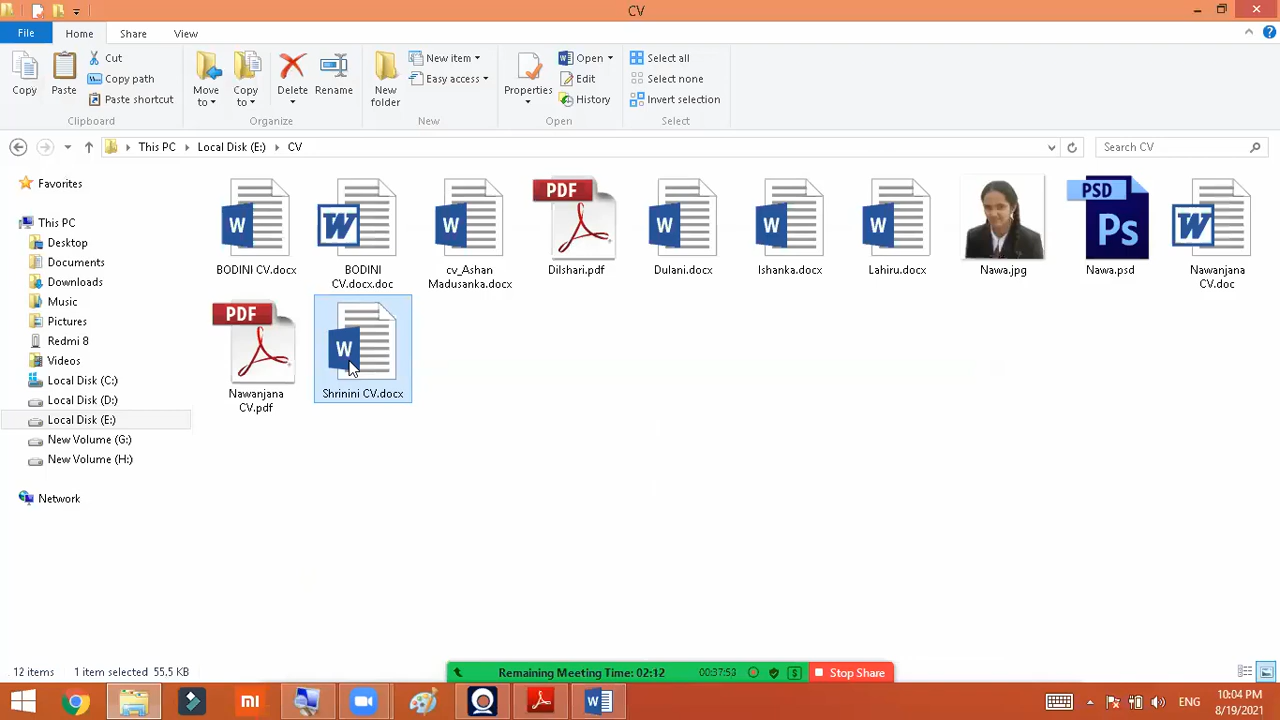 CV
File
Home
Share
View
Copy
Paste
Cut
Copy path
Paste shortcut
Clipboard
Move to
Copy to
Delete
Rename
Organize
New folder
New item
Easy access
New
Properties
Open
Edit
History
Open
Select all
Select none
Invert selection
Select
This PC
Local Disk (E:)
CV
Search CV
Favorites
This PC
Desktop
Documents
Downloads
Music
Pictures
Redmi 8
Videos
Local Disk (C:)
Local Disk (D:)
Local Disk (E:)
New Volume (G:)
New Volume (H:)
Network
W
W
W
PDF
W
W
W
PSD
Ps
W
BODINI CV.docx
BODINI
CV.docx.doc
cv_Ashan
Madusanka.docx
Dilshari.pdf
Dulani.docx
Ishanka.docx
Lahiru.docx
Nawa.jpg
Nawa.psd
Nawanjana
CV.doc
PDF
W
Nawanjana
CV.pdf
Shrinini CV.docx
12 items
1 item selected 55.5 KB
Remaining Meeting Time: 02:12
00:37:53
Stop Share
mi
W
ENG
10:04 PM
8/19/2021